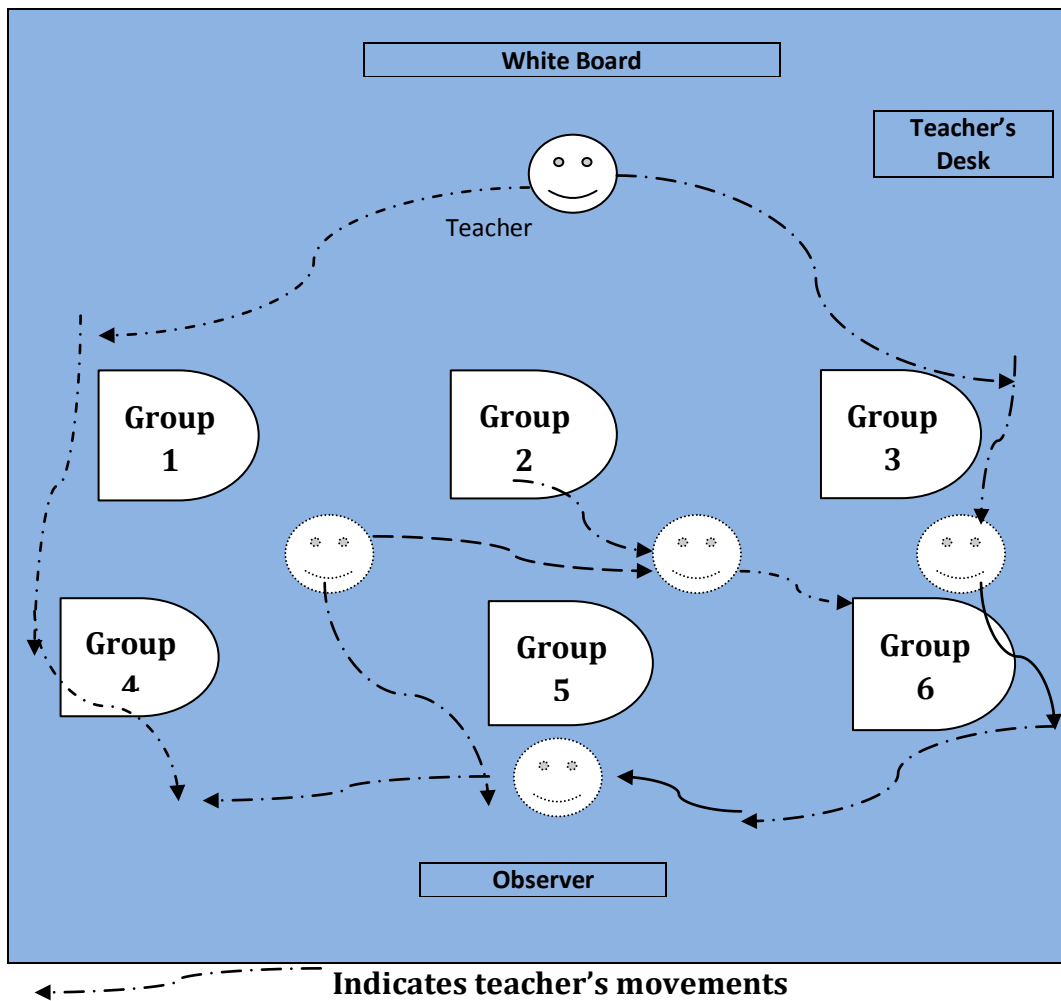 White Board
Teacher's
Desk
Teacher
Group
1
Group
2
Group
3
Group
4
Group
5
Group
6
Observer
Indicates teacher's movements